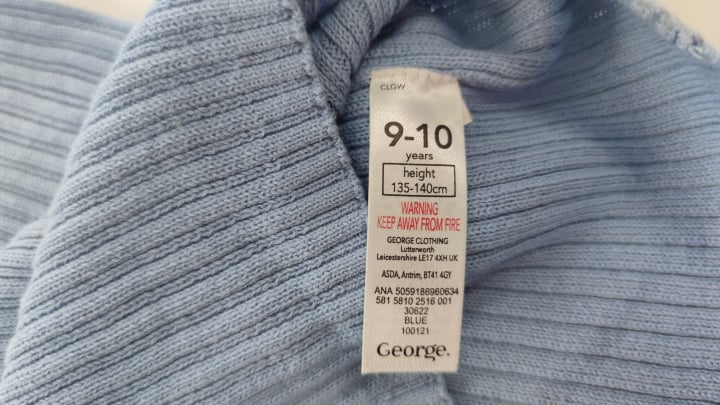 CLGW
9-10
years
height
135-140cm
WARNING
KEEP AWAY FROM FIRE
GEORGE CLOTHING
Lutterworth
Leicestershire LE17 4XH UK
ASDA, Antrim, BT41 4GY
ANA 5059186960634
581 5810 2516 001
30622
BLUE
100121
George.